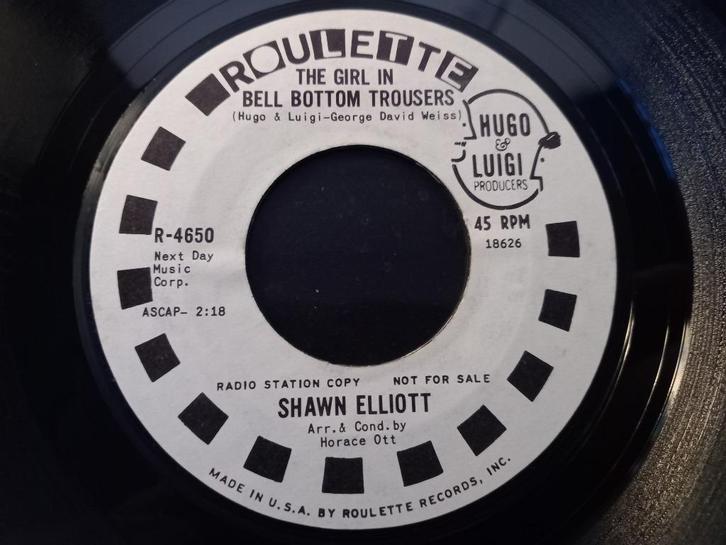 ROULETTE
THE GIRL IN
BELL BOTTOM TROUSERS
(Hugo & Luigi-George David Weiss)
HUGO
&
LUIGI
PRODUCERS
R-4650
Next Day
Music
Corp.
ASCAP- 2:18
45 RPM
18626
RADIO STATION COPY NOT FOR SALE
SHAWN ELLIOTT
Arr.& Cond.by
Horace Ott
MADE IN U.S.A. BY ROULETTE RECORDS, INC.